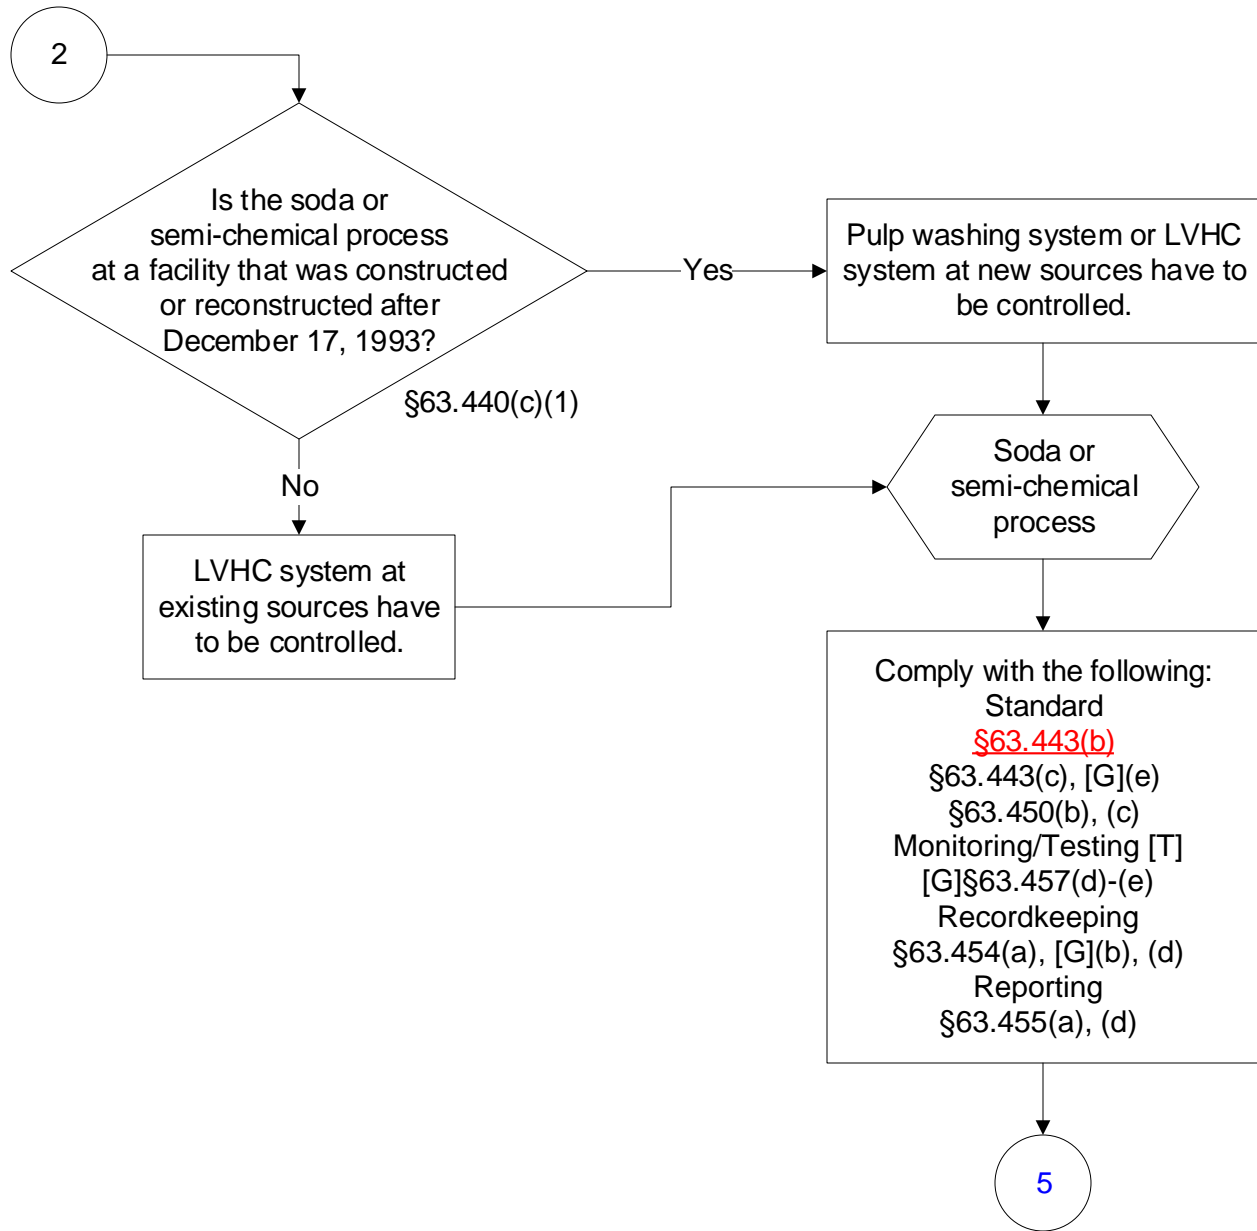 2
Is the soda or
semi-chemical process
at a facility that was constructed
or reconstructed after
December 17, 1993?
§63.440(c)(1)
Yes
Pulp washing system or LVHC
system at new sources have to
be controlled.
No
LVHC system at
existing sources have
to be controlled.
Soda or
semi-chemical
process
Comply with the following:
Standard
§63.443(b)
§63.443(c), [G](e)
§63.450(b), (c)
Monitoring/Testing [T]
[G]§63.457(d)-(e)
Recordkeeping
§63.454(a), [G](b), (d)
Reporting
§63.455(a), (d)
5